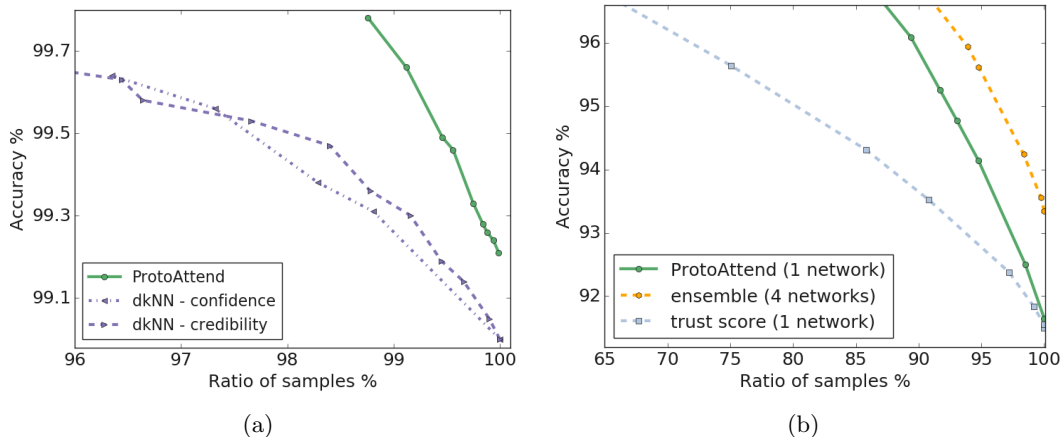 99.7
99.5
99.3
99.1
Accuracy %
ProtoAttend
dkNN - confidence
dkNN - credibility
96 97 98 99 100
Ratio of samples %
(a)
96
95
94
93
92
Accuracy %
ProtoAttend (1 network)
ensemble (4 networks)
trust score (1 network)
65 70 75 80 85 90 95 100
Ratio of samples %
(b)